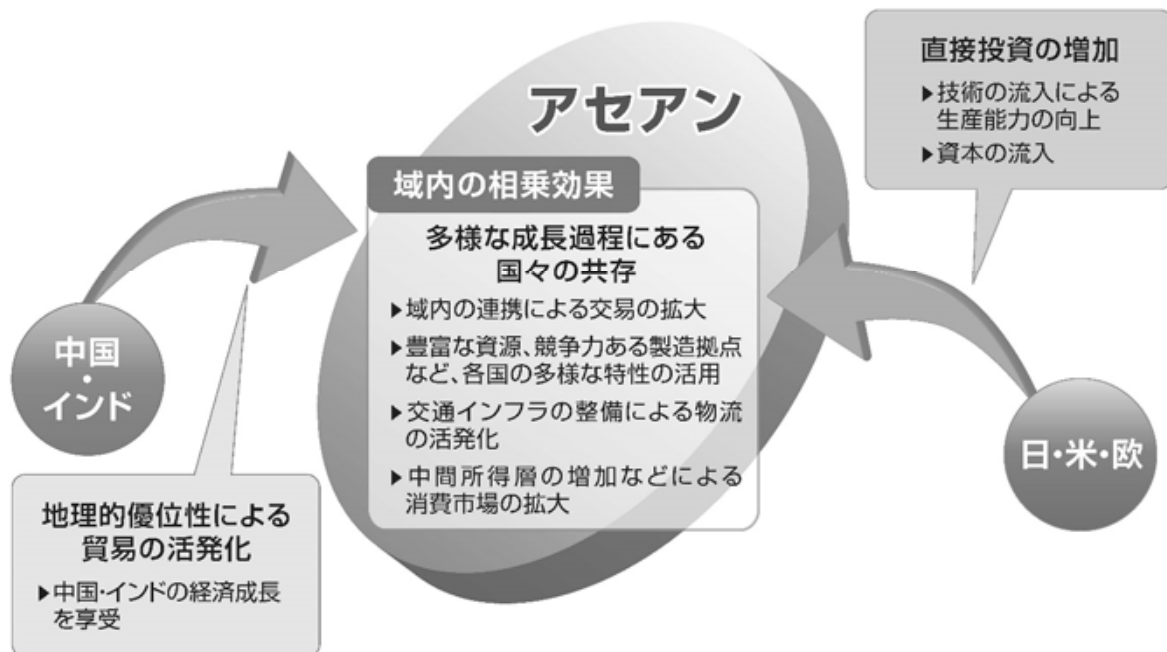 アセアン
域内の相乗効果
多様な成長過程にある
国々の共存
▶域内の連携による交易の拡大
▶豊富な資源、競争力ある製造拠点
など、各国の多様な特性の活用
▶交通インフラの整備による物流
の活発化
▶中間所得層の増加などによる
消費市場の拡大
中国
・
インド
地理的優位性による
貿易の活発化
▶中国・インドの経済成長
を享受
直接投資の増加
▶技術の流入による
生産能力の向上
▶資本の流入
日・米・欧